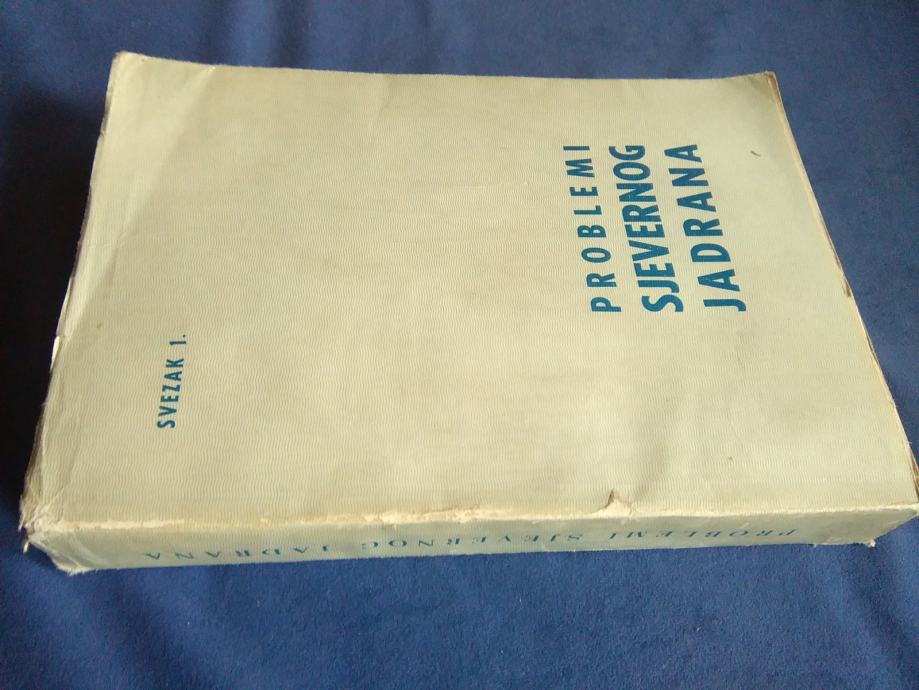 PROBLEMI
SJEVERNOG
JADRANA
SVEZAK 1.
PROBLEMI SJEVERNOG JADRANA